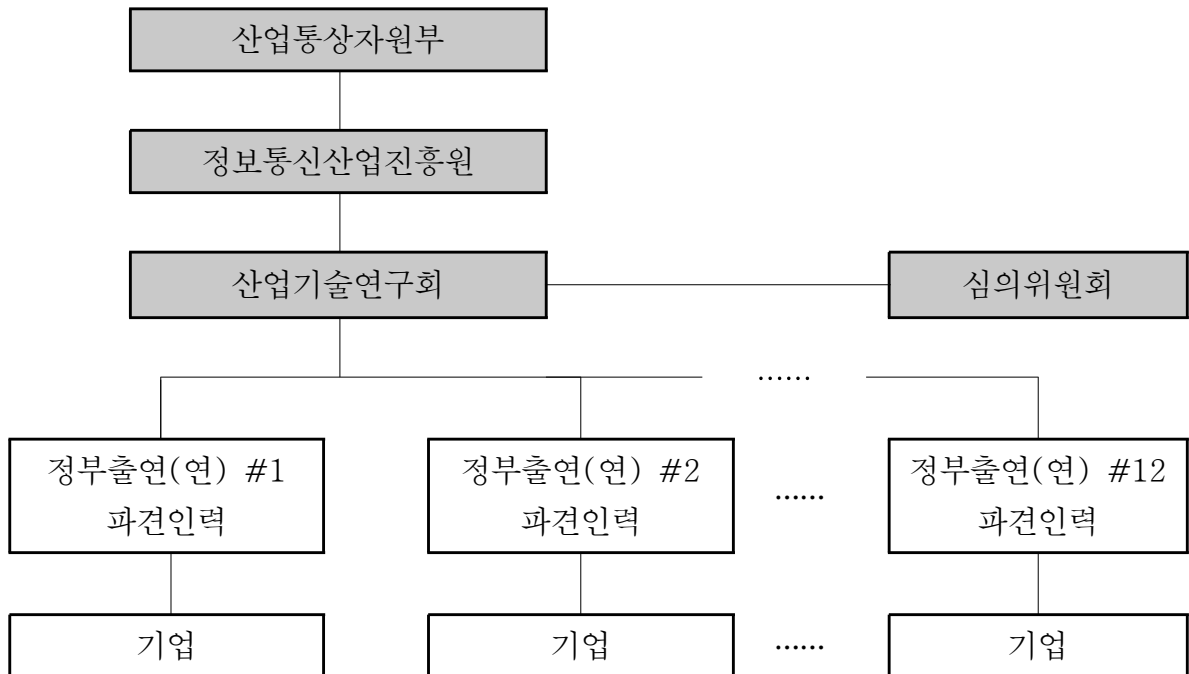 산업통상자원부
정보통신산업진흥원
산업기술연구회
심의위원회
......
정부출연(연) #1
파견인력
정부출연(연) #2
파견인력
......
정부출연(연) #12
파견인력
기업
기업
......
기업